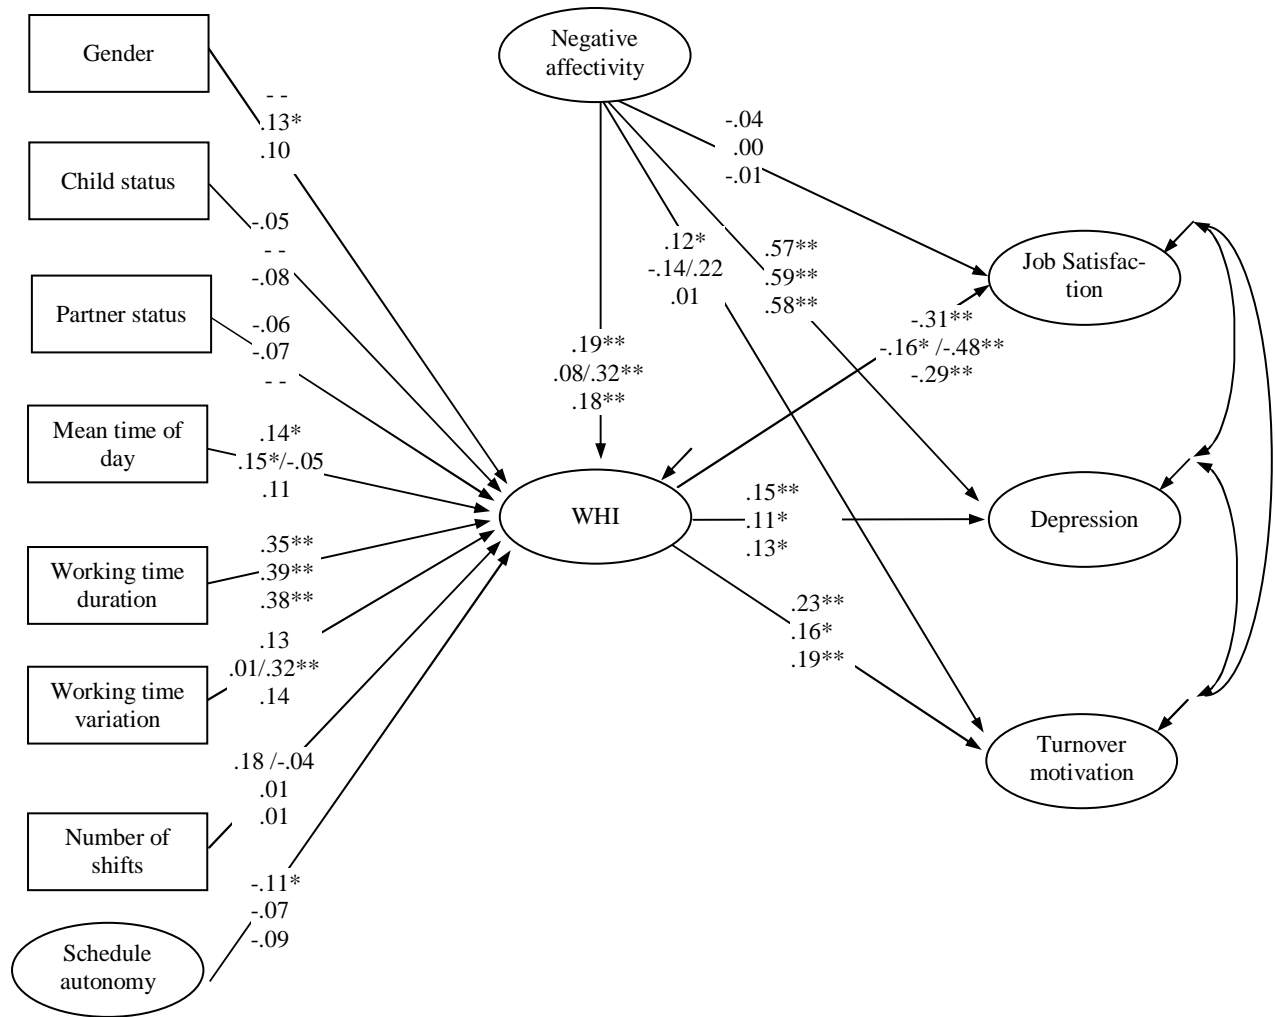 Gender
- -
.13*
.10
Child status
-.05
- -
-.08
Partner status
-.06
-.07
- -
Mean time of
day
.14*
.15*/-.05
.11
Working time
duration
.35**
.39**
.38**
Working time
variation
.13
.01/.32**
.14
Number of
shifts
.18 /-.04
.01
.01
Schedule
autonomy
-.11*
-.07
-.09
Negative
affectivity
.19**
.08/.32**
.18**
.12*
-.14/.22
.01
.57**
.59**
.58**
-.04
.00
-.01
WHI
-.31**
-.16* /-.48**
-.29**
.15**
.11*
.13*
.23**
.16*
.19**
Job Satisfac-
tion
Depression
Turnover
motivation